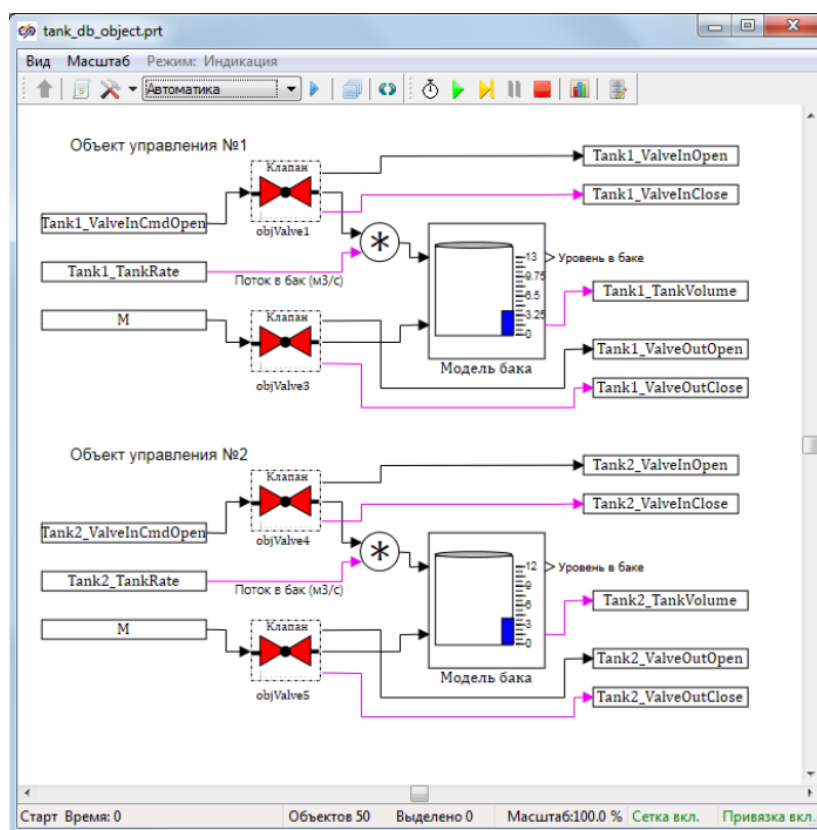 tank_db_object.prt
Вид Масштаб Режим: Индикация
Автоматика
Объект управления №1
Клапан
objValve1
Tank1_ValveInOpen
Tank1_ValveInClose
Tank1_ValveInCmdOpen
Tank1_TankRate
Поток в бак (м3/с)
*
13
9.75
6.5
3.25
0
Уровень в баке
Tank1_TankVolume
M
Клапан
objValve3
Модель бака
Tank1_ValveOutOpen
Tank1_ValveOutClose
Объект управления №2
Клапан
objValve4
Tank2_ValveInOpen
Tank2_ValveInClose
Tank2_ValveInCmdOpen
Tank2_TankRate
Поток в бак (м3/с)
*
12
9
6
3
0
Уровень в баке
Tank2_TankVolume
M
Клапан
objValve5
Модель бака
Tank2_ValveOutOpen
Tank2_ValveOutClose
Старт Время: 0 Объектов 50 Выделено 0 Масштаб:100.0 % Сетка вкл. Привязка вкл.